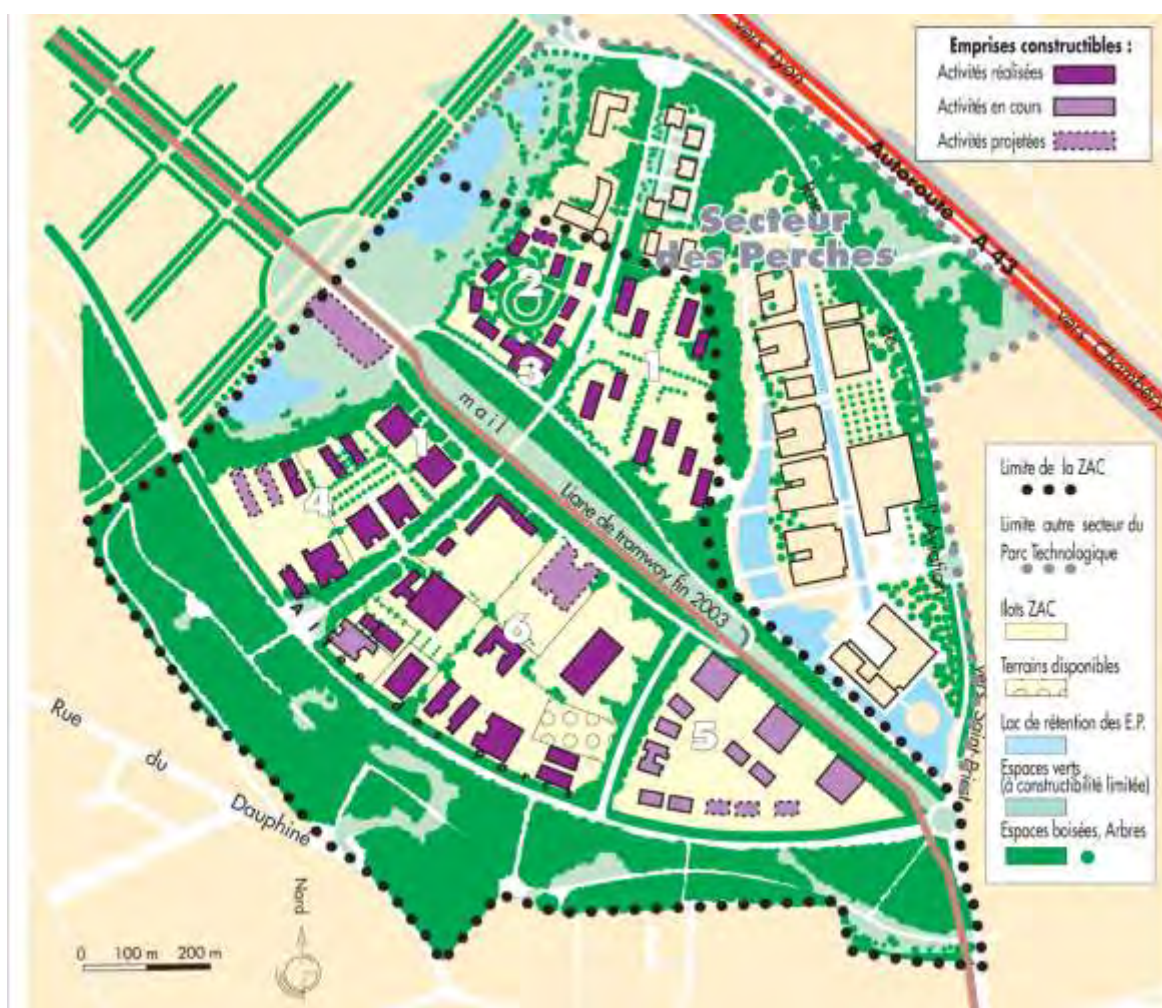 Emprises constructibles :
Activités réalisées
Activités en cours
Activités projetées
vers Lyon
Autoroute A 43
vers Chambéry
Secteur
des Perches
2
3
1
1
4
6
5
mail
Ligne de tramway fin 2003
vers Saint Priest
Limite de la ZAC
Limite autre secteur du
Parc Technologique
Ilots ZAC
Terrains disponibles
Lac de rétention des E.P.
Espaces verts
(à constructibilité limitée)
Espaces boisées, Arbres
Rue du Dauphine
Nord
0 100 m 200 m